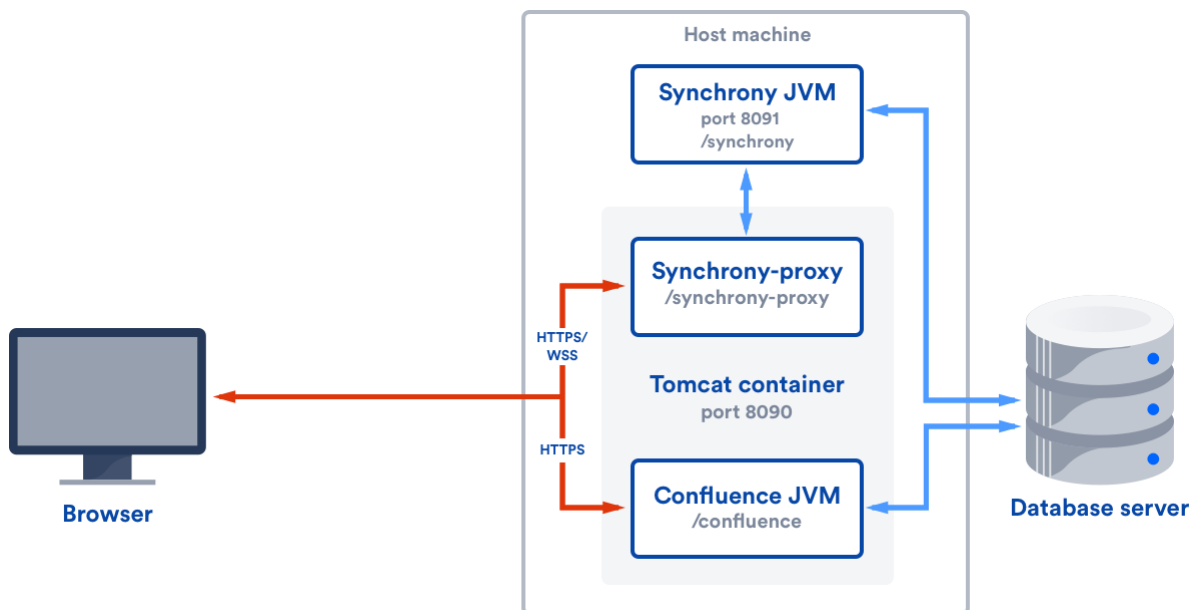 Host machine
Synchrony JVM
port 8091
/synchrony
Synchrony-proxy
/synchrony-proxy
HTTPS/
WSS
Tomcat container
port 8090
HTTPS
Confluence JVM
/confluence
Browser
Database server